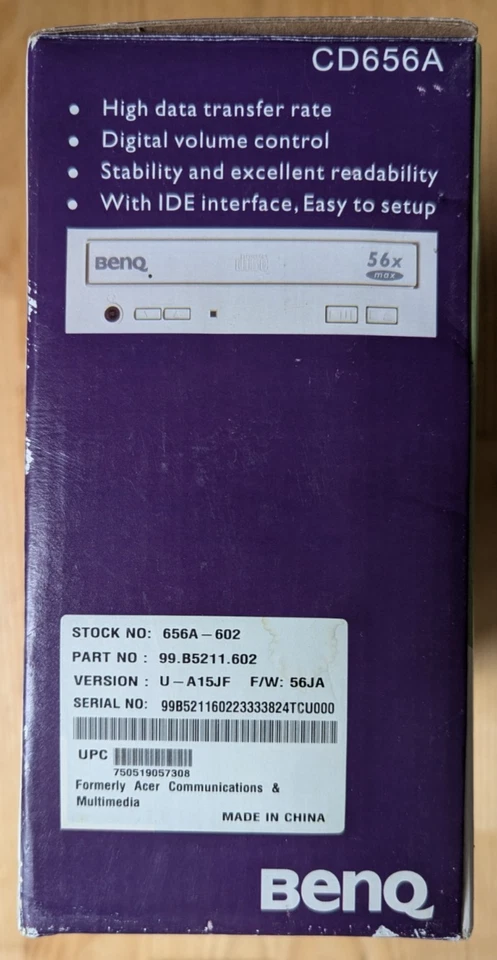 CD656A
• High data transfer rate
• Digital volume control
• Stability and excellent readability
• With IDE interface, Easy to setup
BenQ
56x
max
STOCK NO: 656A-602
PART NO : 99.B5211.602
VERSION : U-A15JF F/W: 56JA
SERIAL NO: 99B521160223333824TCU000
UPC
750519057308
Formerly Acer Communications &
Multimedia
MADE IN CHINA
BenQ